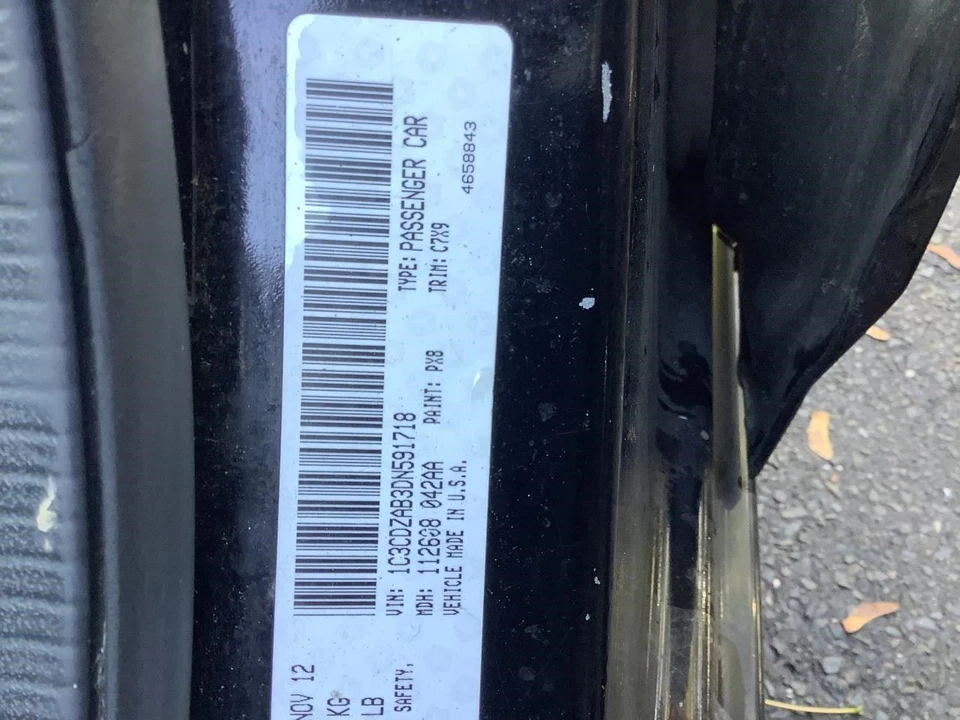 NOV 12
KG
LB
SAFETY,
VIN: 1C3CDZAB3DN591718
TYPE: PASSENGER CAR
MDH: 112608 042AA
PAINT: PX8
TRIM: C7X9
VEHICLE MADE IN U.S.A.
4658843